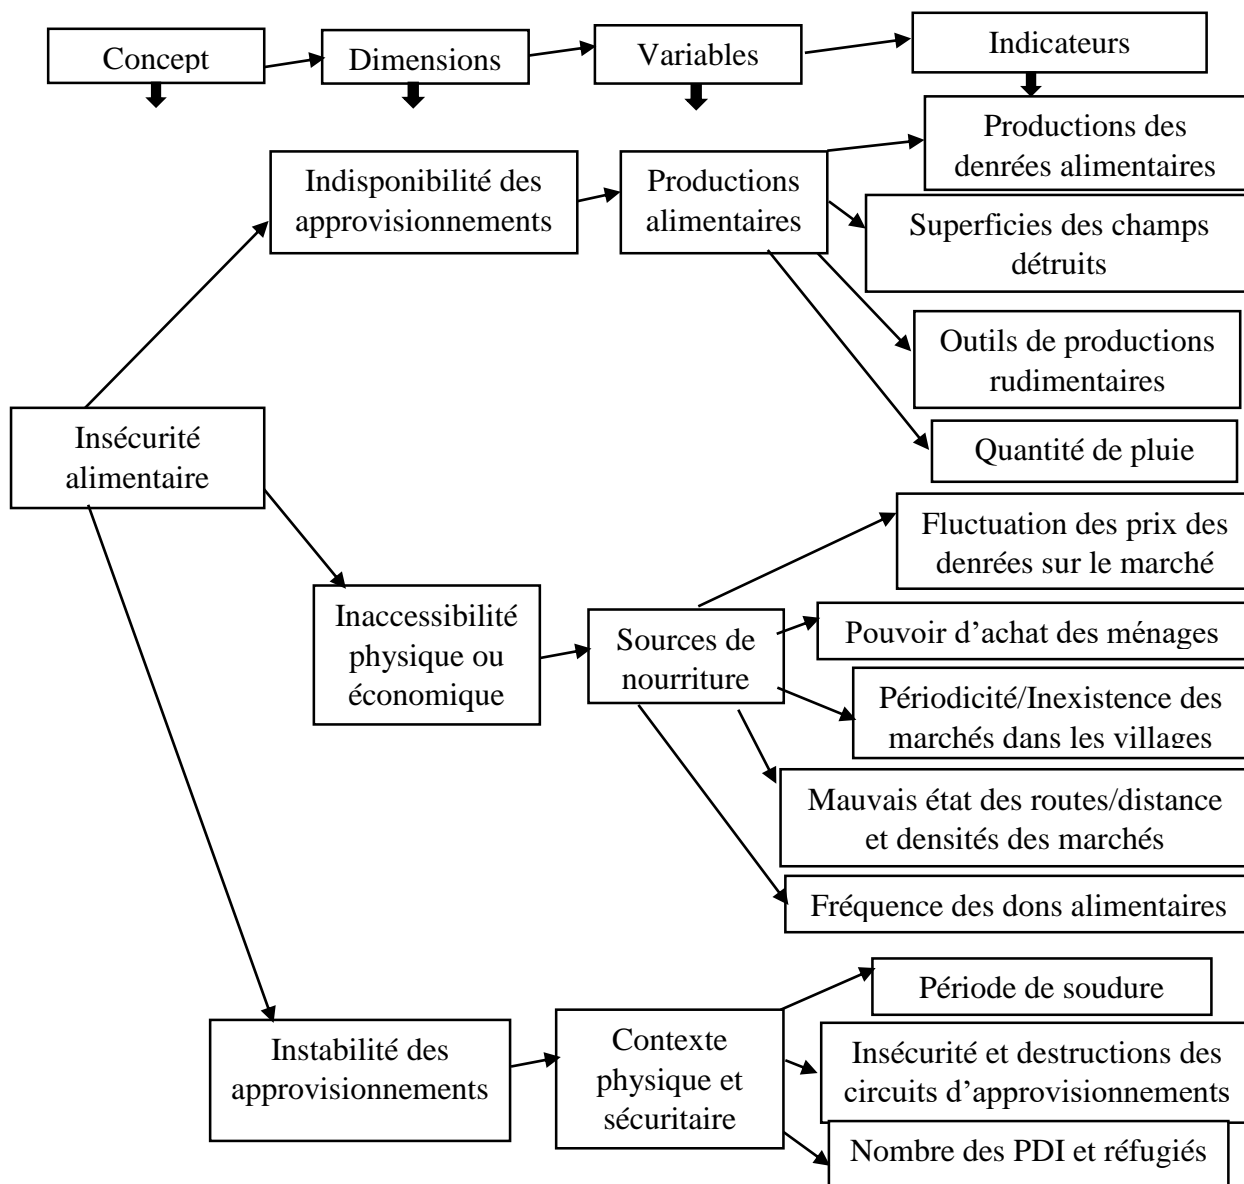 Concept
Dimensions
Variables
Indicateurs
Indisponibilité des
approvisionnements
Productions
alimentaires
Productions des
denrées alimentaires
Superficies des champs
détruits
Outils de productions
rudimentaires
Quantité de pluie
Insécurité
alimentaire
Inaccessibilité
physique ou
économique
Sources de
nourriture
Fluctuation des prix des
denrées sur le marché
Pouvoir d’achat des ménages
Périodicité/Inexistence des
marchés dans les villages
Mauvais état des routes/distance
et densités des marchés
Fréquence des dons alimentaires
Instabilité des
approvisionnements
Contexte
physique et
sécuritaire
Période de soudure
Insécurité et destructions des
circuits d’approvisionnements
Nombre des PDI et réfugiés